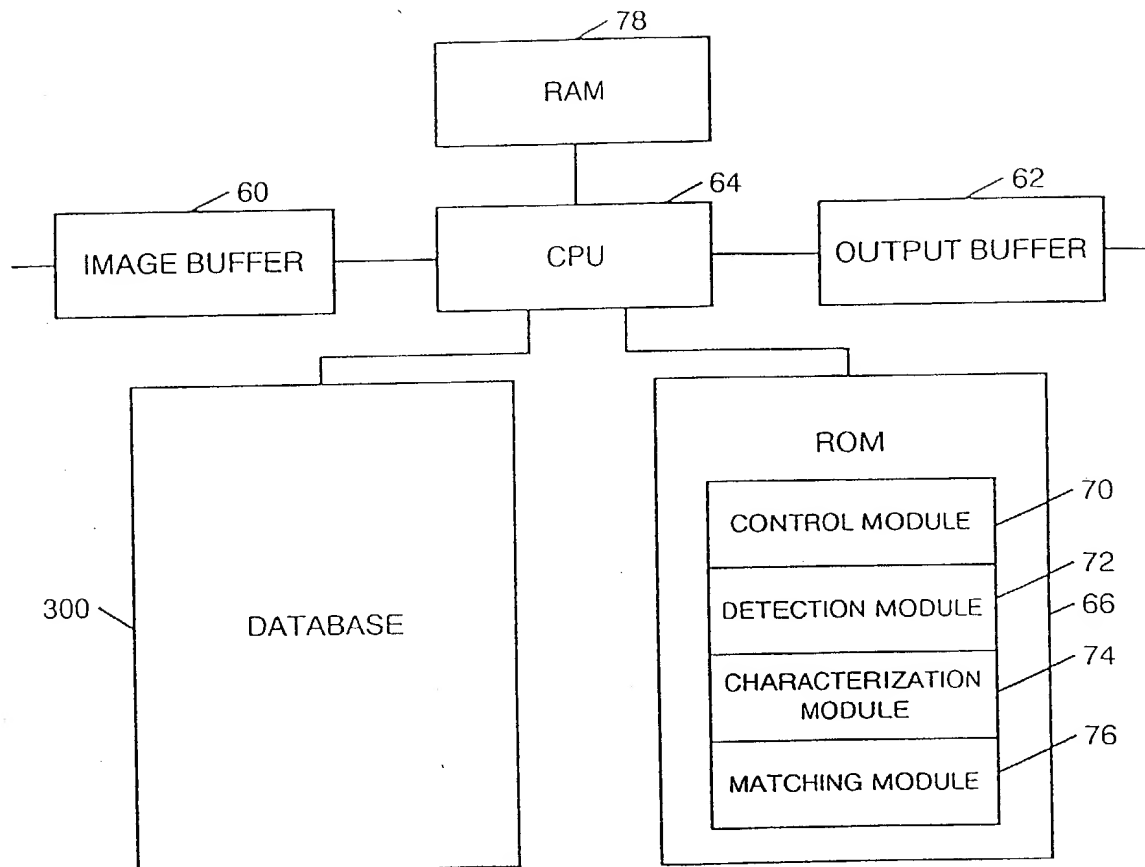 78
RAM
60
64
62
IMAGE BUFFER
CPU
OUTPUT BUFFER
ROM
70
CONTROL MODULE
72
300
DATABASE
DETECTION MODULE
66
74
CHARACTERIZATION
MODULE
76
MATCHING MODULE